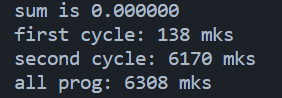 sum is 0.000000
first cycle: 138 mks
second cycle: 6170 mks
all prog: 6308 mks